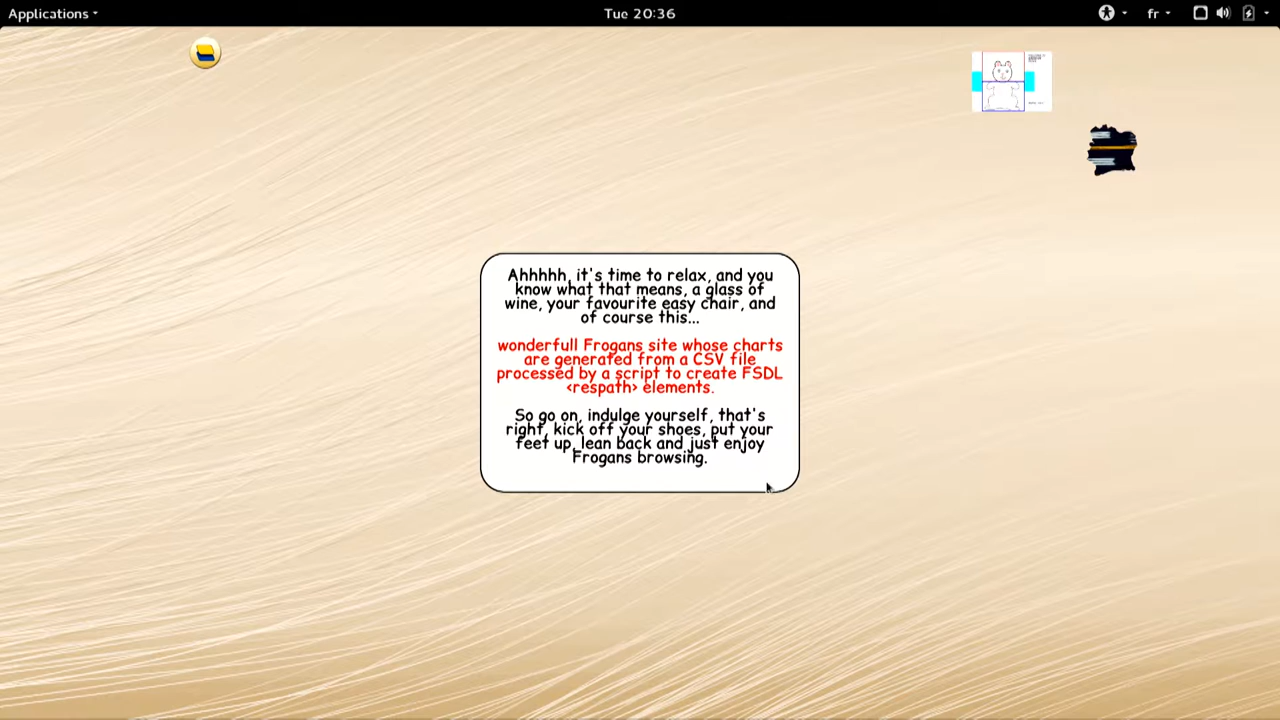 Applications
Tue 20:36
fr
Ahhhhh, it's time to relax, and you
know what that means, a glass of
wine, your favourite easy chair, and
of course this...
wonderfull Frogans site whose charts
are generated from a CSV file
processed by a script to create FSDL
<respath> elements.
So go on, indulge yourself, that's
right, kick off your shoes, put your
feet up, lean back and just enjoy
Frogans browsing.